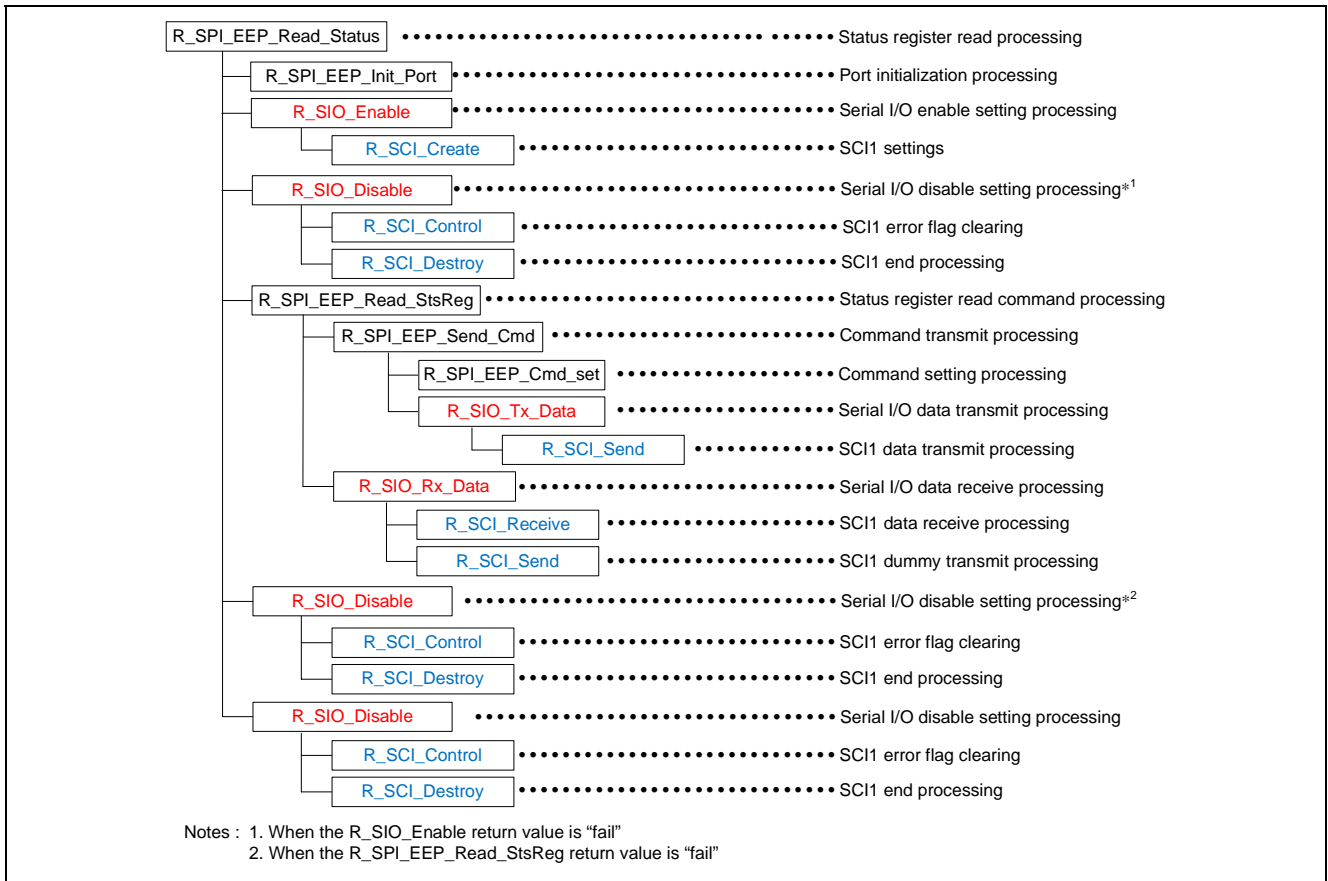 R_SPI_EEP_Read_Status •••••••••••••••••••••••••••••• •••••• Status register read processing
R_SPI_EEP_Init_Port •••••••••••••••••••••••••••••••••• Port initialization processing
R_SIO_Enable •••••••••••••••••••••••••••••••••• Serial I/O enable setting processing
R_SCI_Create •••••••••••••••••••••••••••• SCI1 settings
R_SIO_Disable •••••••••••••••••••••••••••••••••• Serial I/O disable setting processing*1
R_SCI_Control •••••••••••••••••••••••••••• SCI1 error flag clearing
R_SCI_Destroy •••••••••••••••••••••••••••• SCI1 end processing
R_SPI_EEP_Read_StsReg ••••••••••••••••••••••••••••••• Status register read command processing
R_SPI_EEP_Send_Cmd ••••••••••••••••••••••••• Command transmit processing
R_SPI_EEP_Cmd_set ••••••••••••••••••• Command setting processing
R_SIO_Tx_Data ••••••••••••••••••• Serial I/O data transmit processing
R_SCI_Send •••••••••••• SCI1 data transmit processing
R_SIO_Rx_Data •••••••••••••••••••••••••••• Serial I/O data receive processing
R_SCI_Receive •••••••••••••••••••• SCI1 data receive processing
R_SCI_Send •••••••••••••••••••• SCI1 dummy transmit processing
R_SIO_Disable ••••••••••••••••••••••••••••••••• Serial I/O disable setting processing*2
R_SCI_Control •••••••••••••••••••••••••••• SCI1 error flag clearing
R_SCI_Destroy •••••••••••••••••••••••••••• SCI1 end processing
R_SIO_Disable •••••••••••••••••••••••••••••••• Serial I/O disable setting processing
R_SCI_Control •••••••••••••••••••••••••••• SCI1 error flag clearing
R_SCI_Destroy •••••••••••••••••••••••••••• SCI1 end processing
Notes : 1. When the R_SIO_Enable return value is “fail”
2. When the R_SPI_EEP_Read_StsReg return value is “fail”